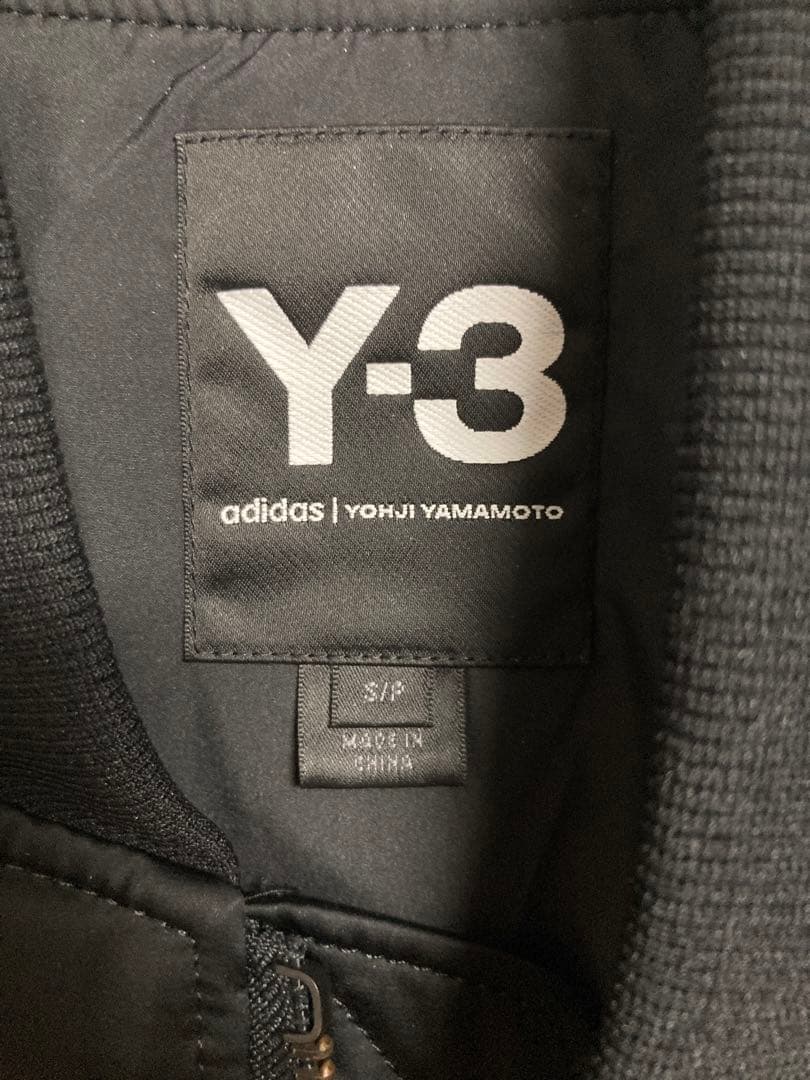 Y-3
adidas | YOHJI YAMAMOTO
S/P
MADE IN
CHINA